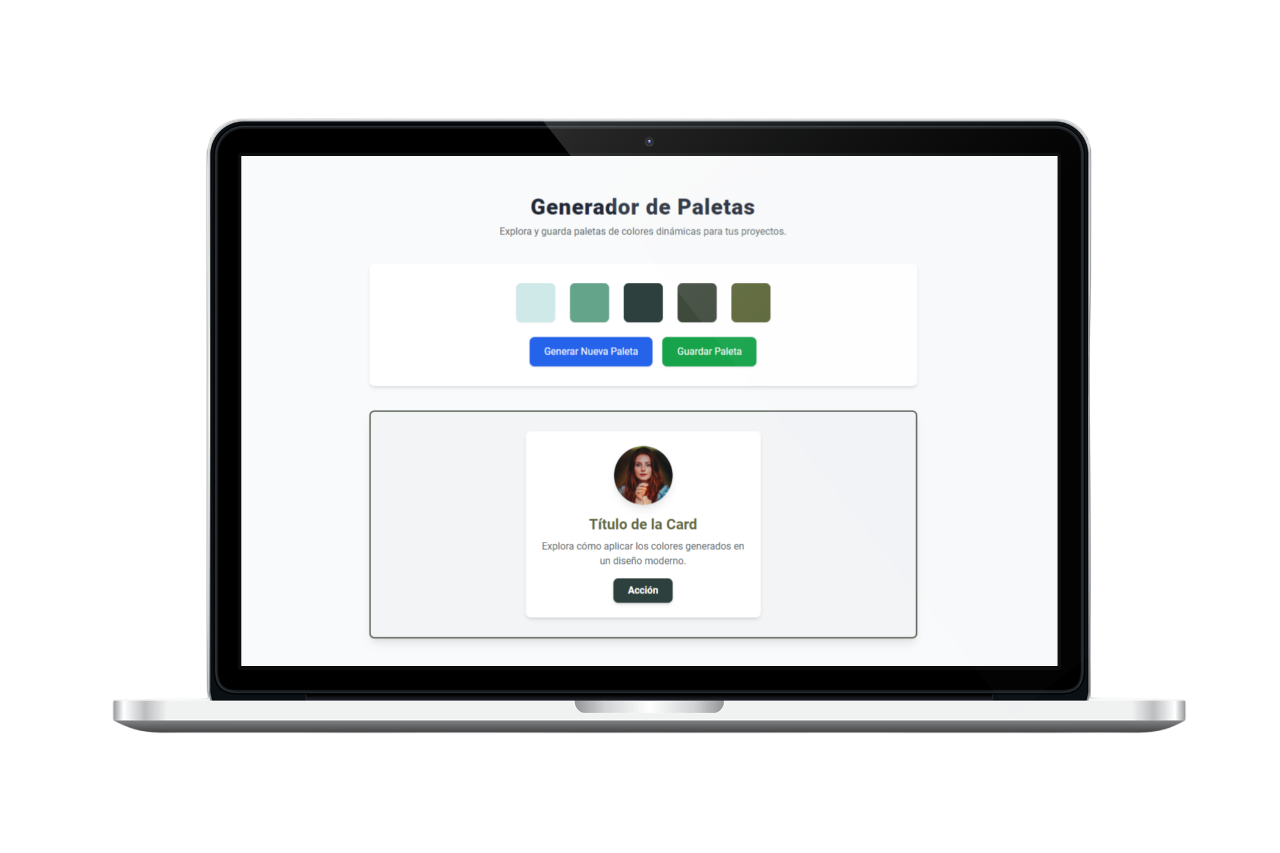 Generador de Paletas
Explora y guarda paletas de colores dinámicas para tus proyectos.
Generar Nueva Paleta
Guardar Paleta
Título de la Card
Explora cómo aplicar los colores generados en
un diseño moderno.
Acción